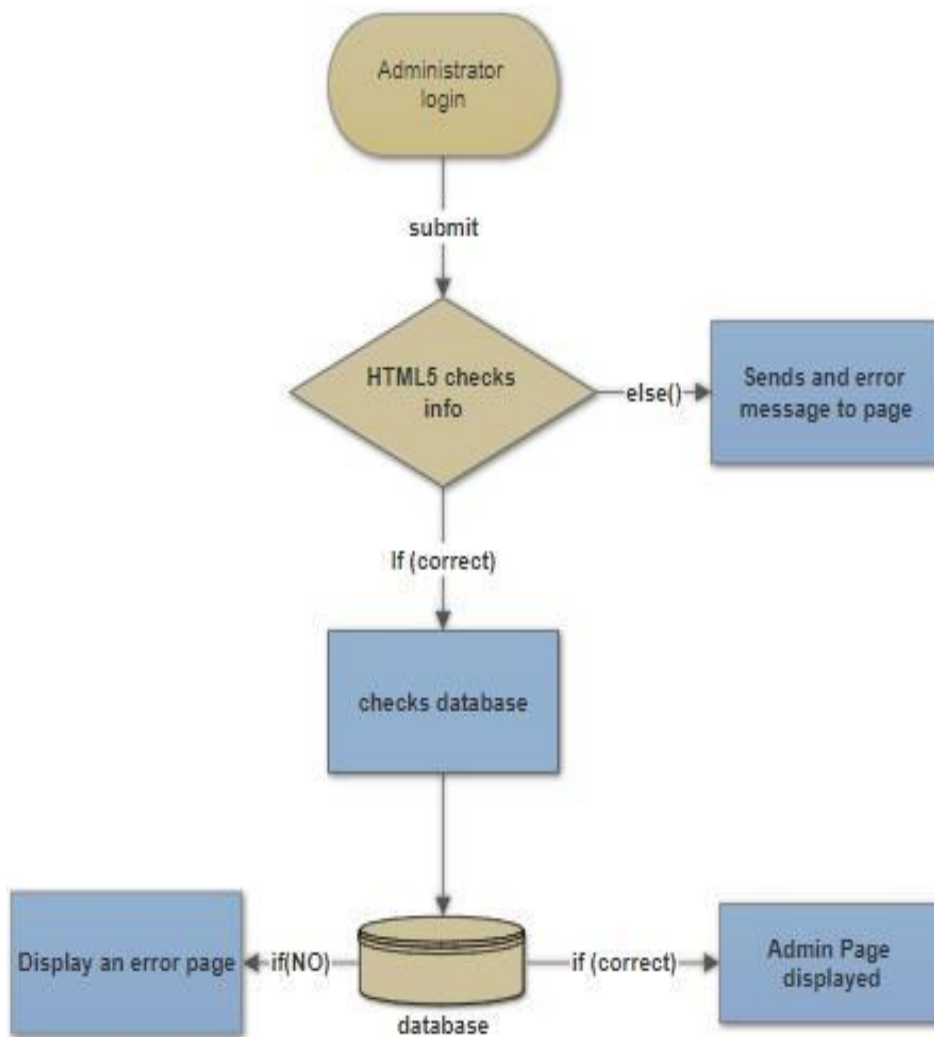 Administrator
login
submit
HTML5 checks
info
else()
Sends and error
message to page
If (correct)
checks database
Display an error page
if(NO)
database
if (correct)
Admin Page
displayed